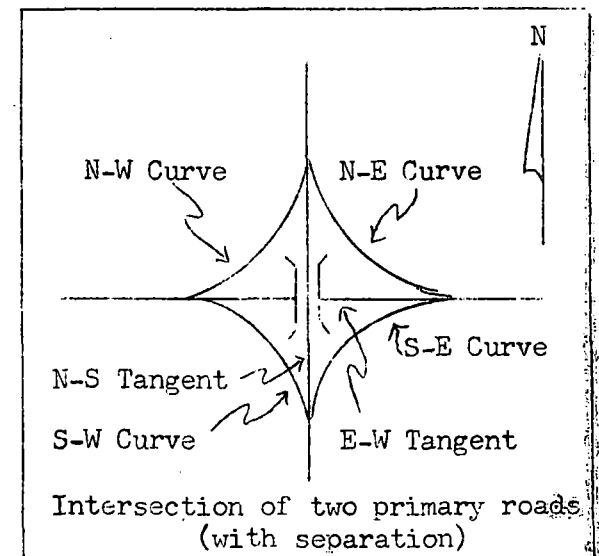 N
N-W Curve
N-E Curve
S-E Curve
N-S Tangent
S-W Curve
E-W Tangent
Intersection of two primary roads
(with separation)